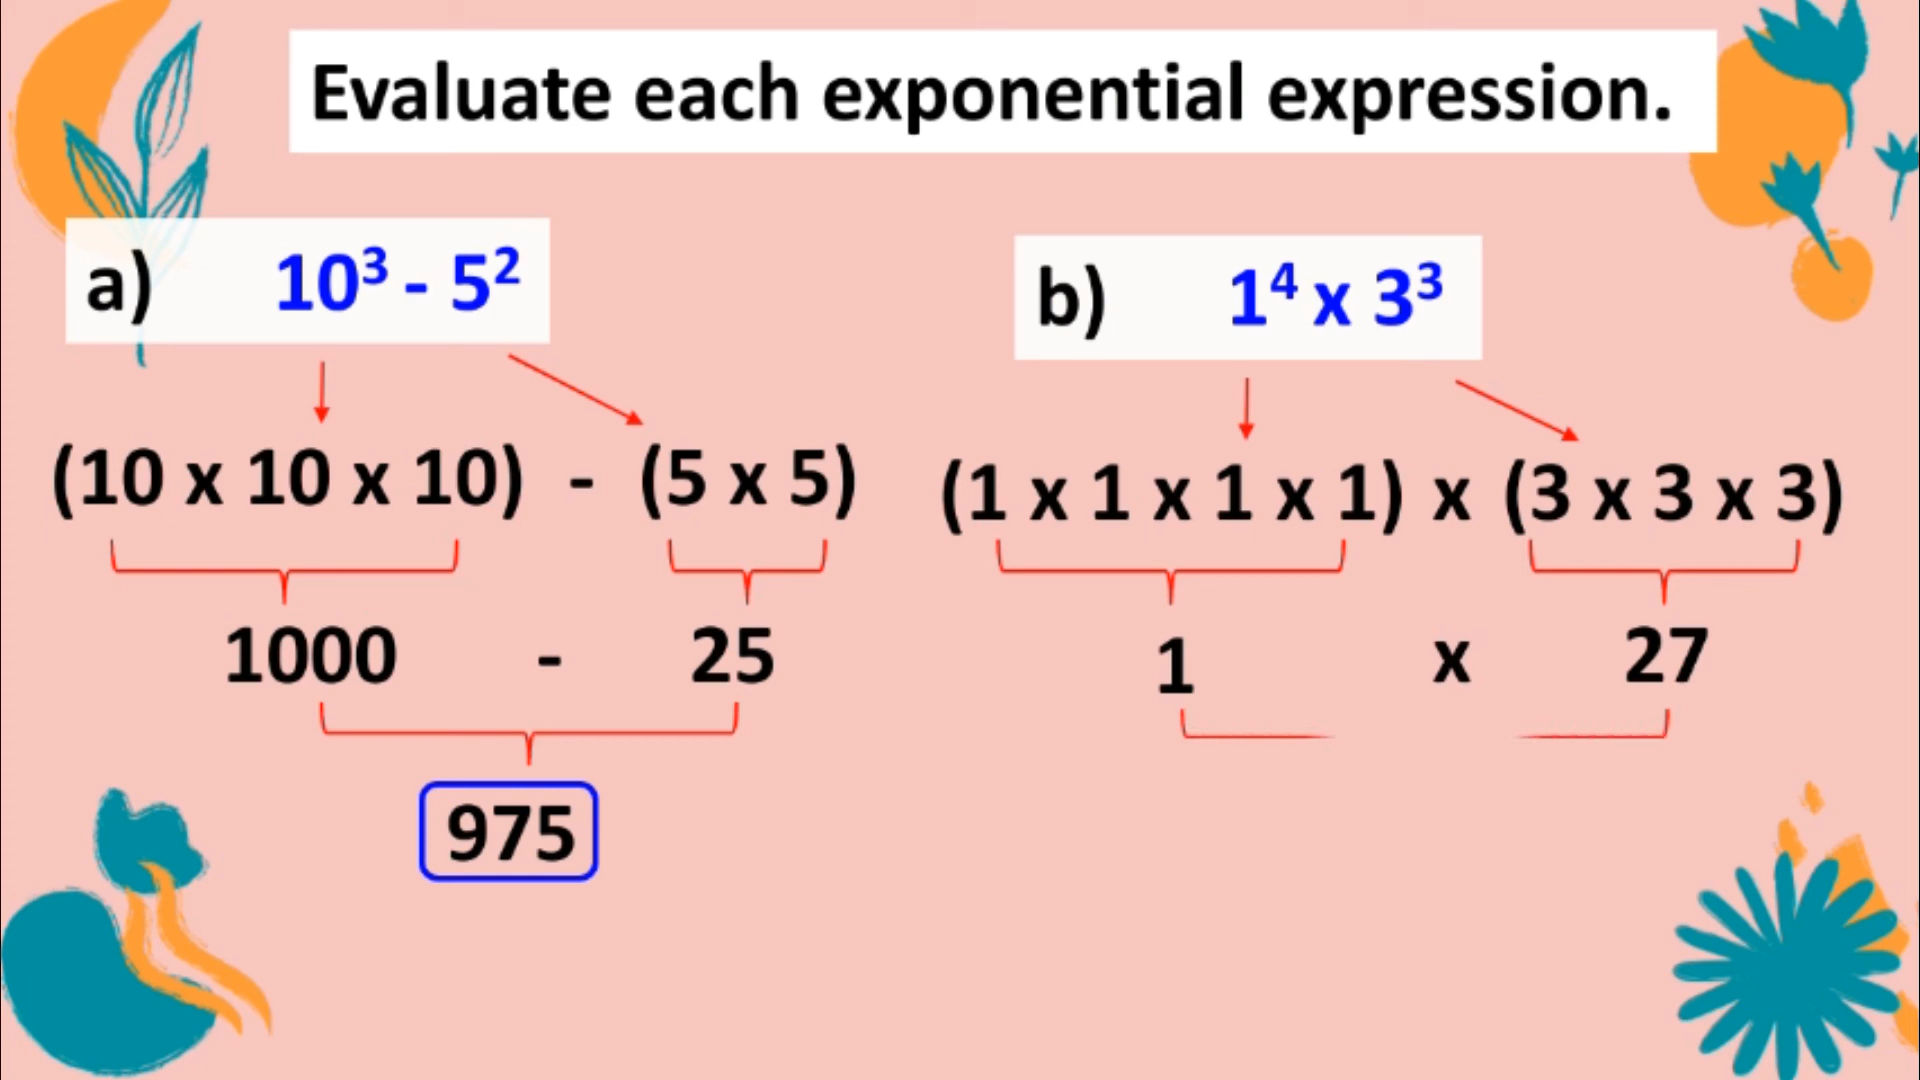 Evaluate each exponential expression.
a) 10³ - 5²
(10 x 10 x 10) - (5 x 5)
1000 - 25
975
b) 1⁴ x 3³
(1 x 1 x 1 x 1) x (3 x 3 x 3)
1 x 27